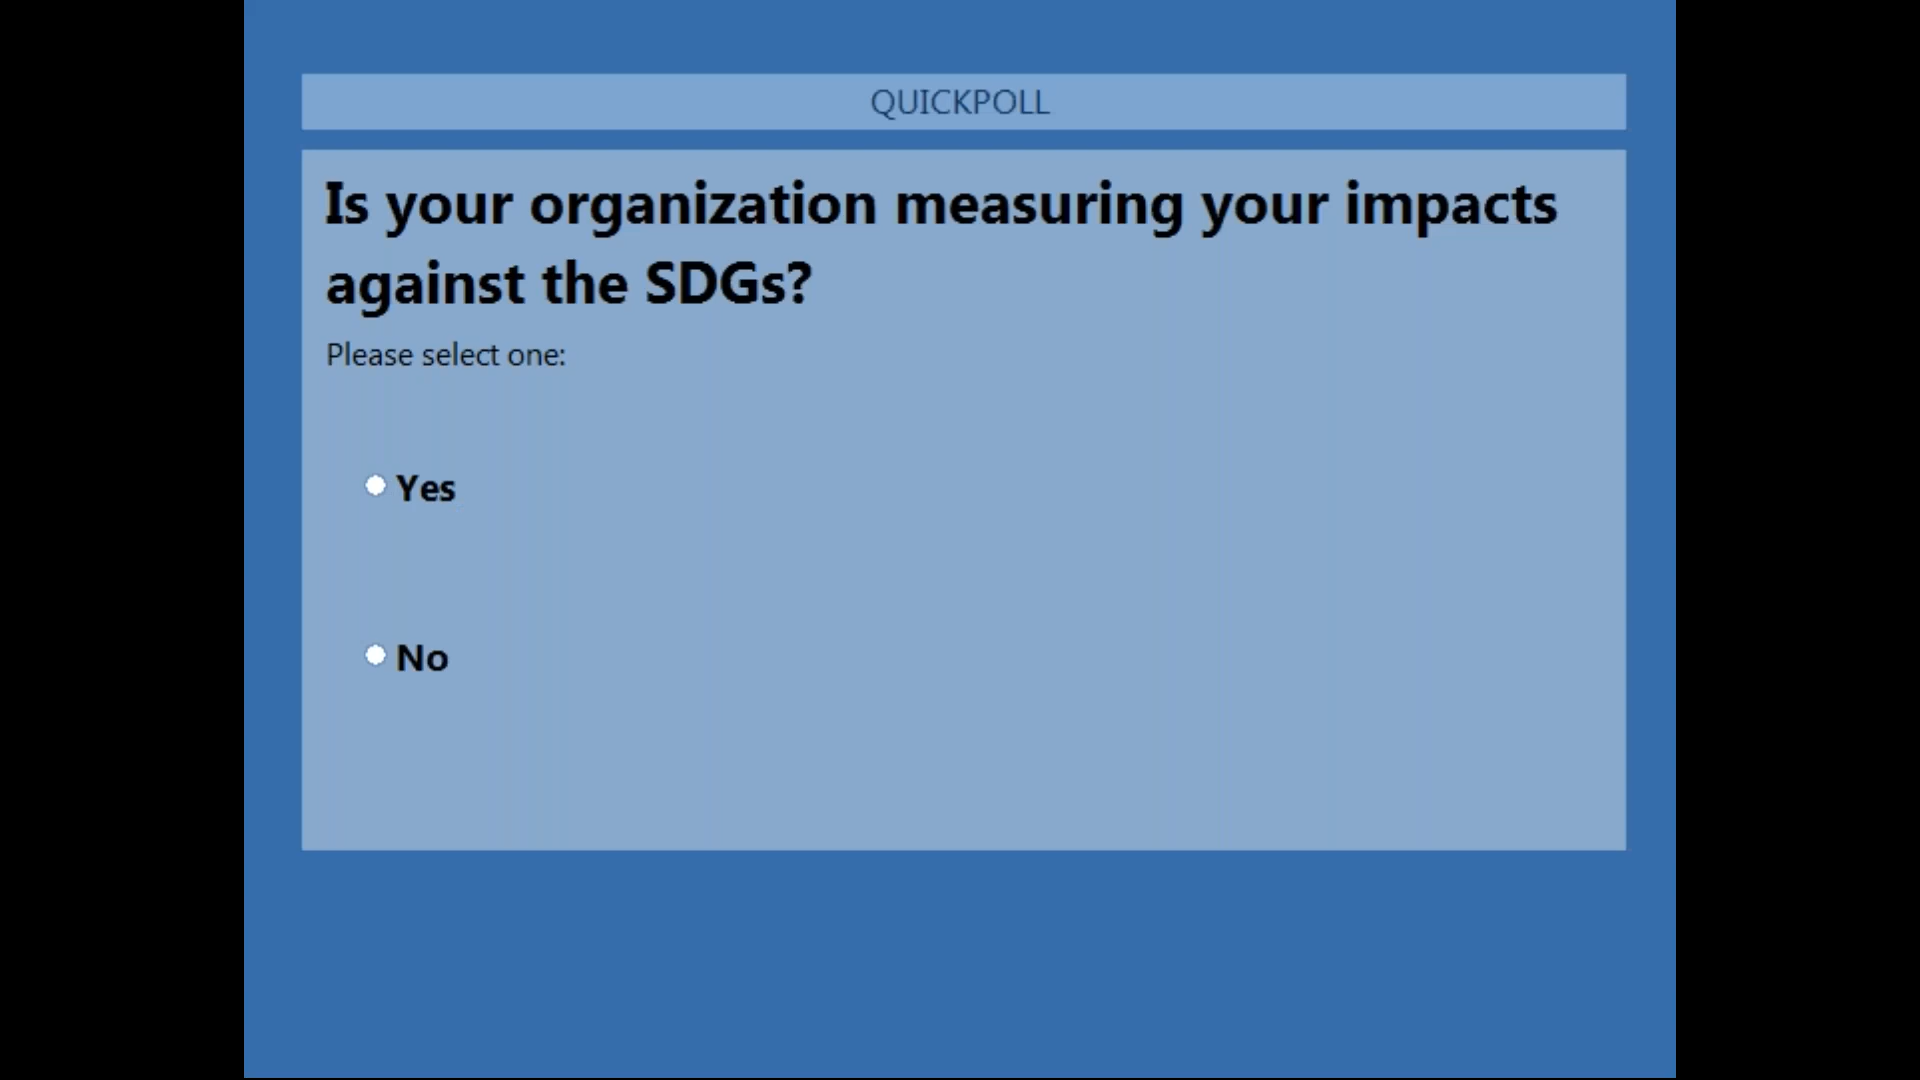 QUICKPOLL
Is your organization measuring your impacts
against the SDGs?
Please select one:
Yes
No